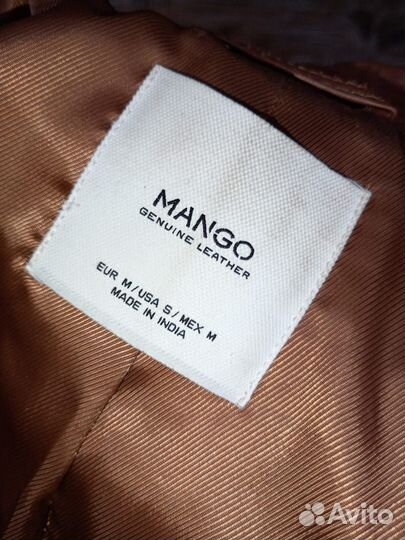 MANGO
GENUINE LEATHER
EUR M/USA S/MEX M
MADE IN INDIA
Avito